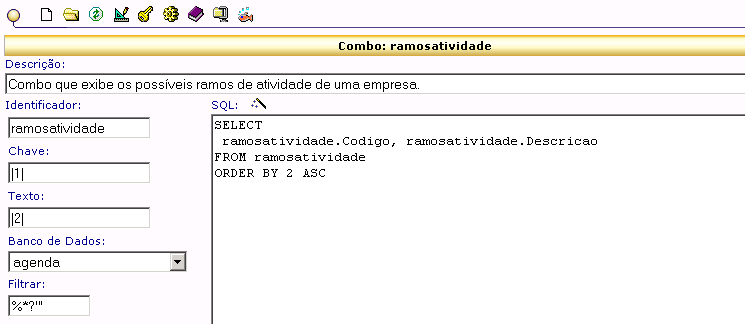 Combo: ramosatividade
Descrição:
Combo que exibe os possíveis ramos de atividade de uma empresa.
Identificador:
ramosatividade
Chave:
|1|
Texto:
|2|
Banco de Dados:
agenda
Filtrar:
%*?'"
SQL:
SELECT
ramosatividade.Codigo, ramosatividade.Descricao
FROM ramosatividade
ORDER BY 2 ASC